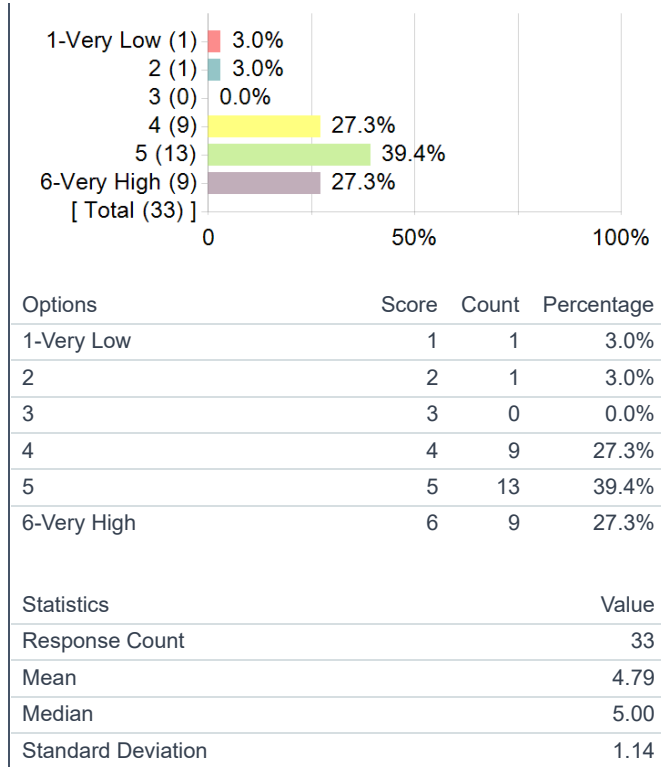 1-Very Low (1) 3.0%
2 (1) 3.0%
3 (0) 0.0%
4 (9) 27.3%
5 (13) 39.4%
6-Very High (9) 27.3%
[ Total (33) ]
0 50% 100%
Options Score Count Percentage
1-Very Low 1 1 3.0%
2 2 1 3.0%
3 3 0 0.0%
4 4 9 27.3%
5 5 13 39.4%
6-Very High 6 9 27.3%
Statistics Value
Response Count 33
Mean 4.79
Median 5.00
Standard Deviation 1.14